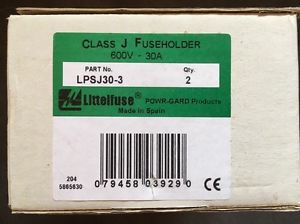 CLASS J FUSEHOLDER
600V - 30A
PART No.
LPSJ30-3
Qty.
2
Littelfuse®
POWR-GARD Products
Made in Spain
204
5865830
0 79458 03929 0
CE